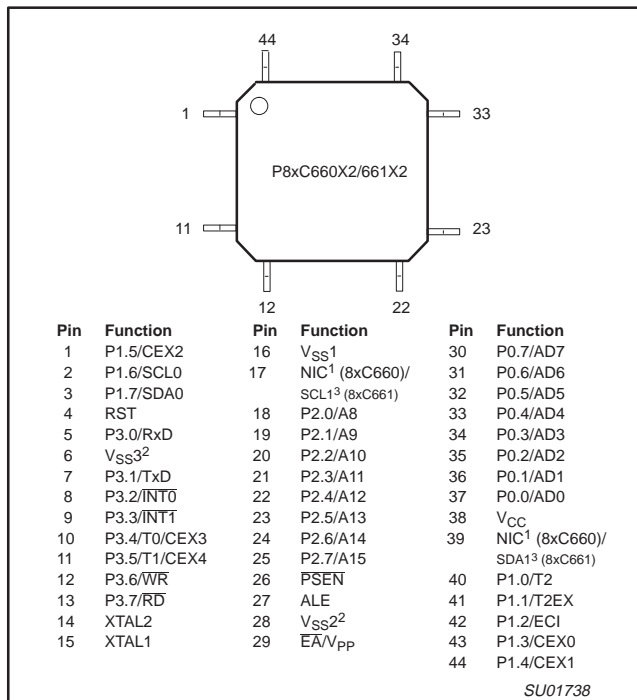 44 34
1 33
P8xC660X2/661X2
11 23
12 22
Pin Function Pin Function Pin Function
1 P1.5/CEX2 16 VSS1 30 P0.7/AD7
2 P1.6/SCL0 17 NIC¹ (8xC660)/ 31 P0.6/AD6
3 P1.7/SDA0 SCL1³ (8xC661) 32 P0.5/AD5
4 RST 18 P2.0/A8 33 P0.4/AD4
5 P3.0/RxD 19 P2.1/A9 34 P0.3/AD3
6 VSS3² 20 P2.2/A10 35 P0.2/AD2
7 P3.1/TxD 21 P2.3/A11 36 P0.1/AD1
8 P3.2/I̅N̅T̅0̅ 22 P2.4/A12 37 P0.0/AD0
9 P3.3/I̅N̅T̅1̅ 23 P2.5/A13 38 VCC
10 P3.4/T0/CEX3 24 P2.6/A14 39 NIC¹ (8xC660)/
11 P3.5/T1/CEX4 25 P2.7/A15 SDA1³ (8xC661)
12 P3.6/W̅R̅ 26 P̅S̅E̅N̅ 40 P1.0/T2
13 P3.7/R̅D̅ 27 ALE 41 P1.1/T2EX
14 XTAL2 28 VSS2² 42 P1.2/ECI
15 XTAL1 29 E̅A̅/VPP 43 P1.3/CEX0
44 P1.4/CEX1
SU01738